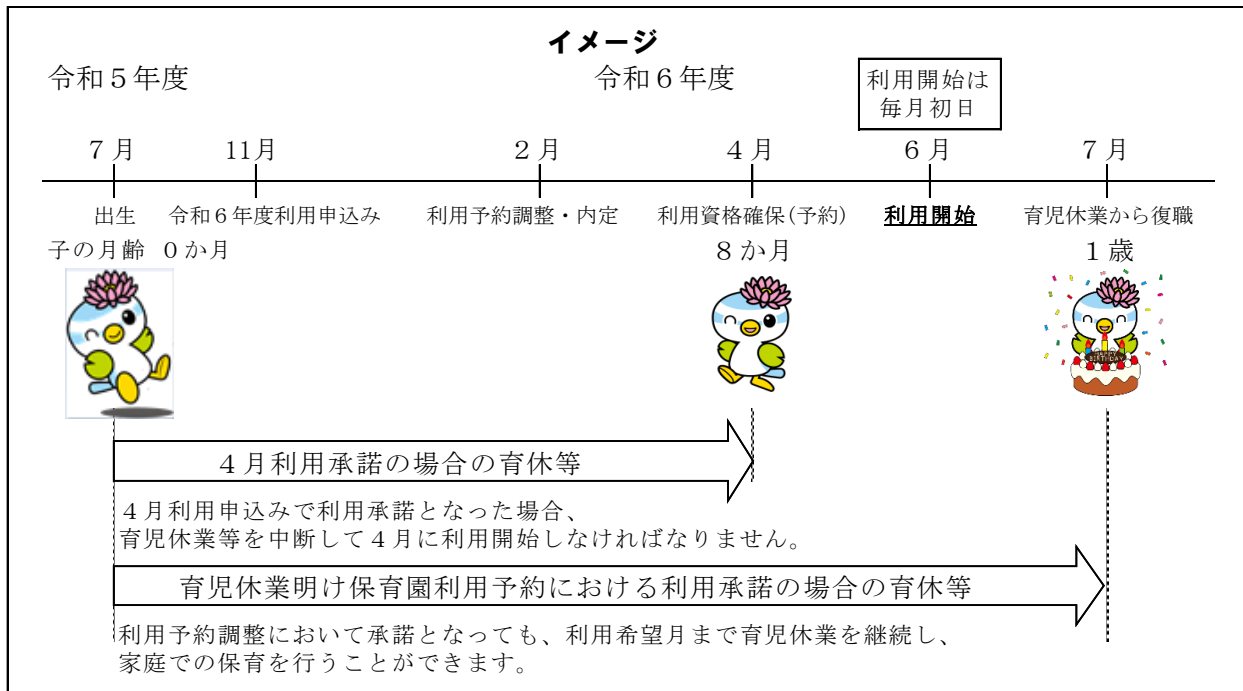 イメージ
令和５年度 令和６年度
利用開始は
毎月初日
７月 11月 ２月 ４月 ６月 ７月
出生 令和６年度利用申込み 利用予約調整・内定 利用資格確保(予約) 利用開始 育児休業から復職
子の月齢 ０か月 ８か月 １歳
HAPPY
BIRTHDAY
４月利用承諾の場合の育休等
４月利用申込みで利用承諾となった場合、
育児休業等を中断して４月に利用開始しなければなりません。
育児休業明け保育園利用予約における利用承諾の場合の育休等
利用予約調整において承諾となっても、利用希望月まで育児休業を継続し、
家庭での保育を行うことができます。